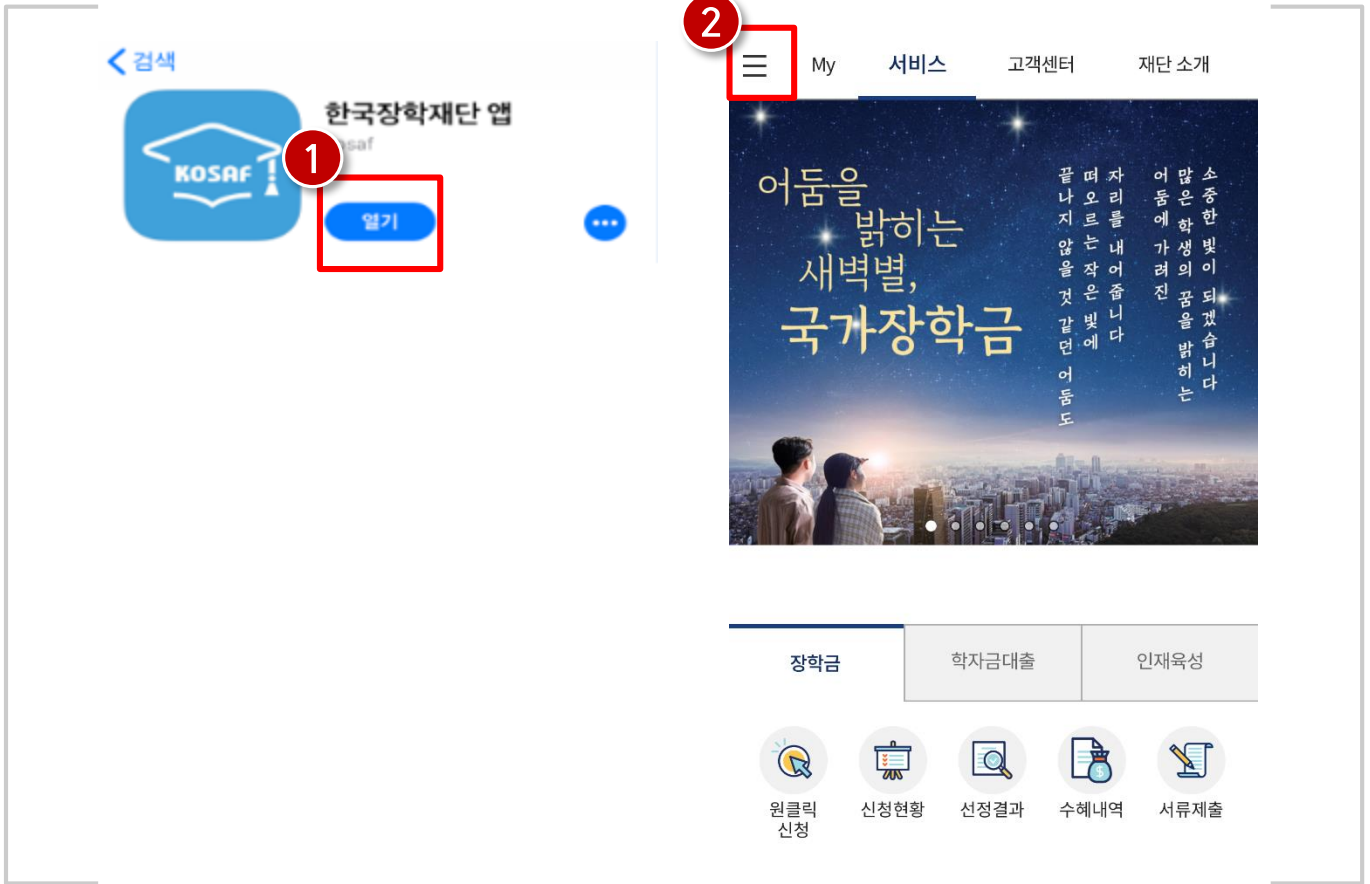 검색
한국장학재단 앱
KOSAF
1
열기
2
My
서비스
고객센터
재단 소개
어둠을
밝히는
새벽별,
국가장학금
소중한 빛이 되겠습니다
많은 학생의 꿈을 밝히는
어둠에 가려진
자리를 내어줍니다
떠오르는 작은 빛에
끝나지 않을 것 같던 어둠도
장학금
학자금대출
인재육성
원클릭
신청
신청현황
선정결과
수혜내역
서류제출